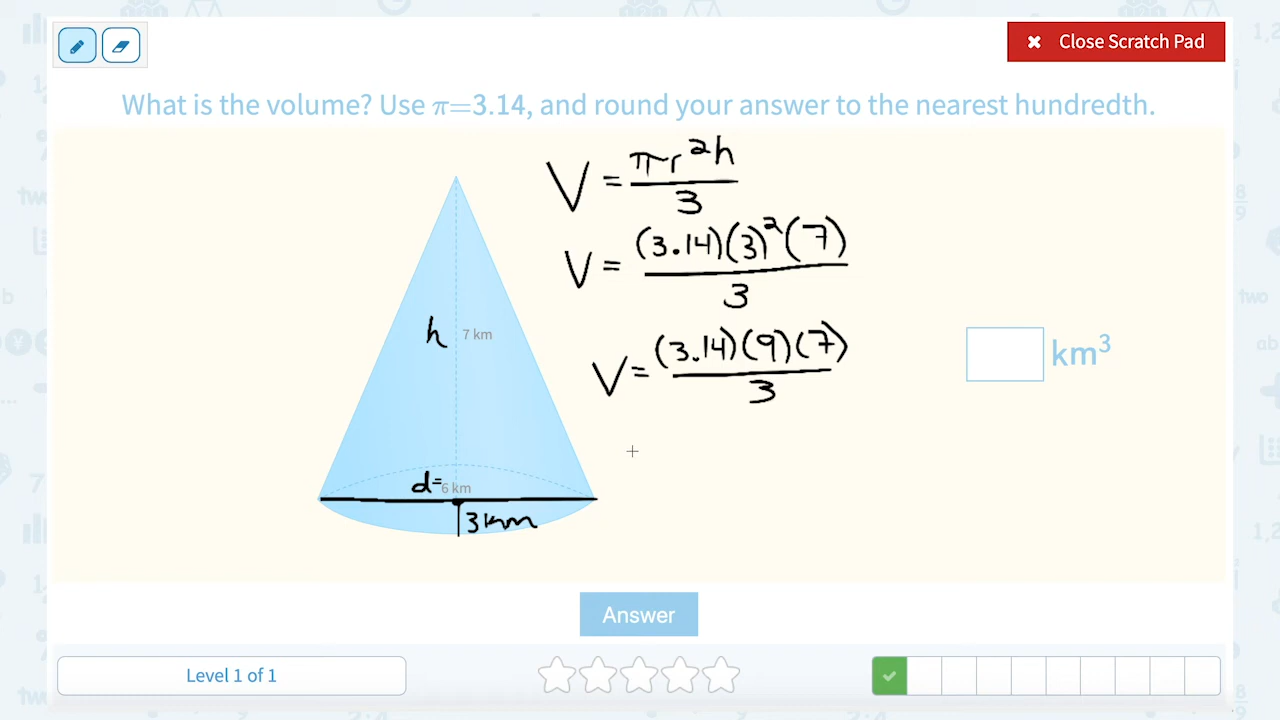 Close Scratch Pad
What is the volume? Use π=3.14, and round your answer to the nearest hundredth.
V = πr²h / 3
V = (3.14)(3)²(7) / 3
h 7 km
V = (3.14)(9)(7) / 3
km³
d= 6 km
3 km
Answer
Level 1 of 1